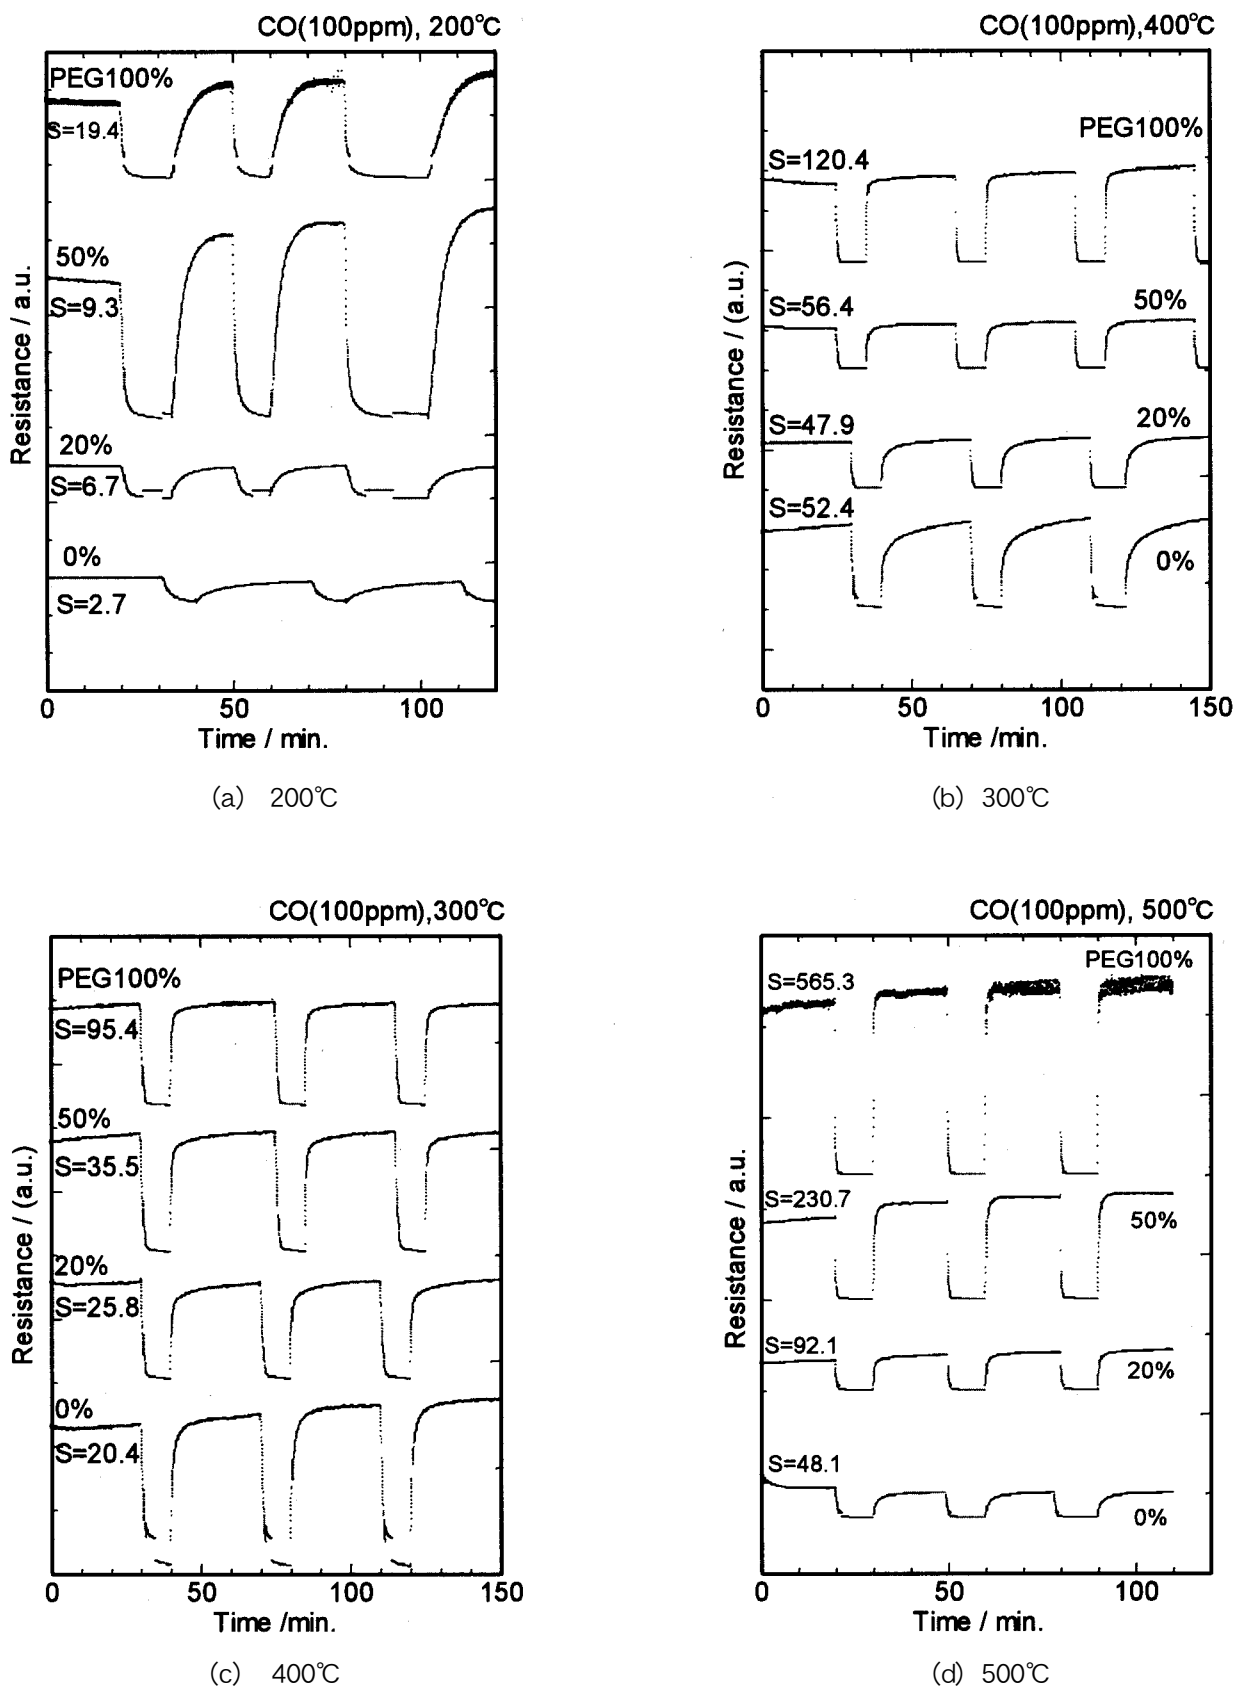 CO(100ppm), 200℃
PEG100%
S=19.4
50%
S=9.3
20%
S=6.7
0%
S=2.7
Resistance / a.u.
0 50 100
Time / min.
(a) 200℃
CO(100ppm),400℃
PEG100%
S=120.4
S=56.4
50%
S=47.9
20%
S=52.4
0%
Resistance / (a.u.)
0 50 100 150
Time /min.
(b) 300℃
CO(100ppm),300℃
PEG100%
S=95.4
50%
S=35.5
20%
S=25.8
0%
S=20.4
Resistance / (a.u.)
0 50 100 150
Time /min.
(c) 400℃
CO(100ppm), 500℃
PEG100%
S=565.3
S=230.7
50%
S=92.1
20%
S=48.1
0%
Resistance / a.u.
0 50 100
Time / min.
(d) 500℃